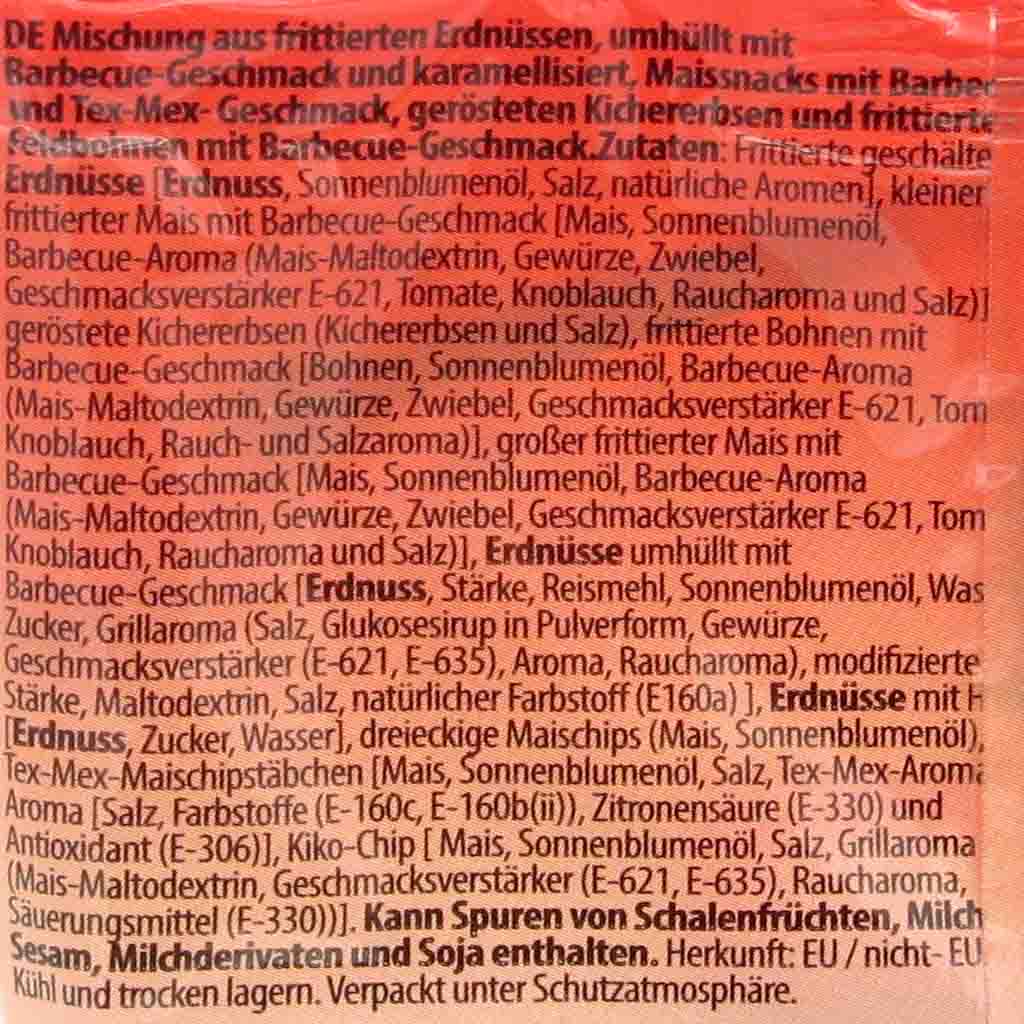 DE Mischung aus frittierten Erdnüssen, umhüllt mit
Barbecue-Geschmack und karamellisiert, Maissnacks mit Barbec
und Tex-Mex- Geschmack, gerösteten Kichererbsen und frittierte
Feldbohnen mit Barbecue-Geschmack.Zutaten: Frittierte geschälte
Erdnüsse [Erdnuss, Sonnenblumenöl, Salz, natürliche Aromen], kleiner
frittierter Mais mit Barbecue-Geschmack [Mais, Sonnenblumenöl,
Barbecue-Aroma (Mais-Maltodextrin, Gewürze, Zwiebel,
Geschmacksverstärker E-621, Tomate, Knoblauch, Raucharoma und Salz)]
geröstete Kichererbsen (Kichererbsen und Salz), frittierte Bohnen mit
Barbecue-Geschmack [Bohnen, Sonnenblumenöl, Barbecue-Aroma
(Mais-Maltodextrin, Gewürze, Zwiebel, Geschmacksverstärker E-621, Tom
Knoblauch, Rauch- und Salzaroma)], großer frittierter Mais mit
Barbecue-Geschmack [Mais, Sonnenblumenöl, Barbecue-Aroma
(Mais-Maltodextrin, Gewürze, Zwiebel, Geschmacksverstärker E-621, Tom
Knoblauch, Raucharoma und Salz)], Erdnüsse umhüllt mit
Barbecue-Geschmack [Erdnuss, Stärke, Reismehl, Sonnenblumenöl, Was
Zucker, Grillaroma (Salz, Glukosesirup in Pulverform, Gewürze,
Geschmacksverstärker (E-621, E-635), Aroma, Raucharoma), modifizierte
Stärke, Maltodextrin, Salz, natürlicher Farbstoff (E160a) ], Erdnüsse mit H
[Erdnuss, Zucker, Wasser], dreieckige Maischips (Mais, Sonnenblumenöl),
Tex-Mex-Maischipstäbchen [Mais, Sonnenblumenöl, Salz, Tex-Mex-Aroma
Aroma [Salz, Farbstoffe (E-160c, E-160b(ii)), Zitronensäure (E-330) und
Antioxidant (E-306)], Kiko-Chip [ Mais, Sonnenblumenöl, Salz, Grillaroma
(Mais-Maltodextrin, Geschmacksverstärker (E-621, E-635), Raucharoma,
Säuerungsmittel (E-330))]. Kann Spuren von Schalenfrüchten, Milch
Sesam, Milchderivaten und Soja enthalten. Herkunft: EU / nicht- EU
Kühl und trocken lagern. Verpackt unter Schutzatmosphäre.